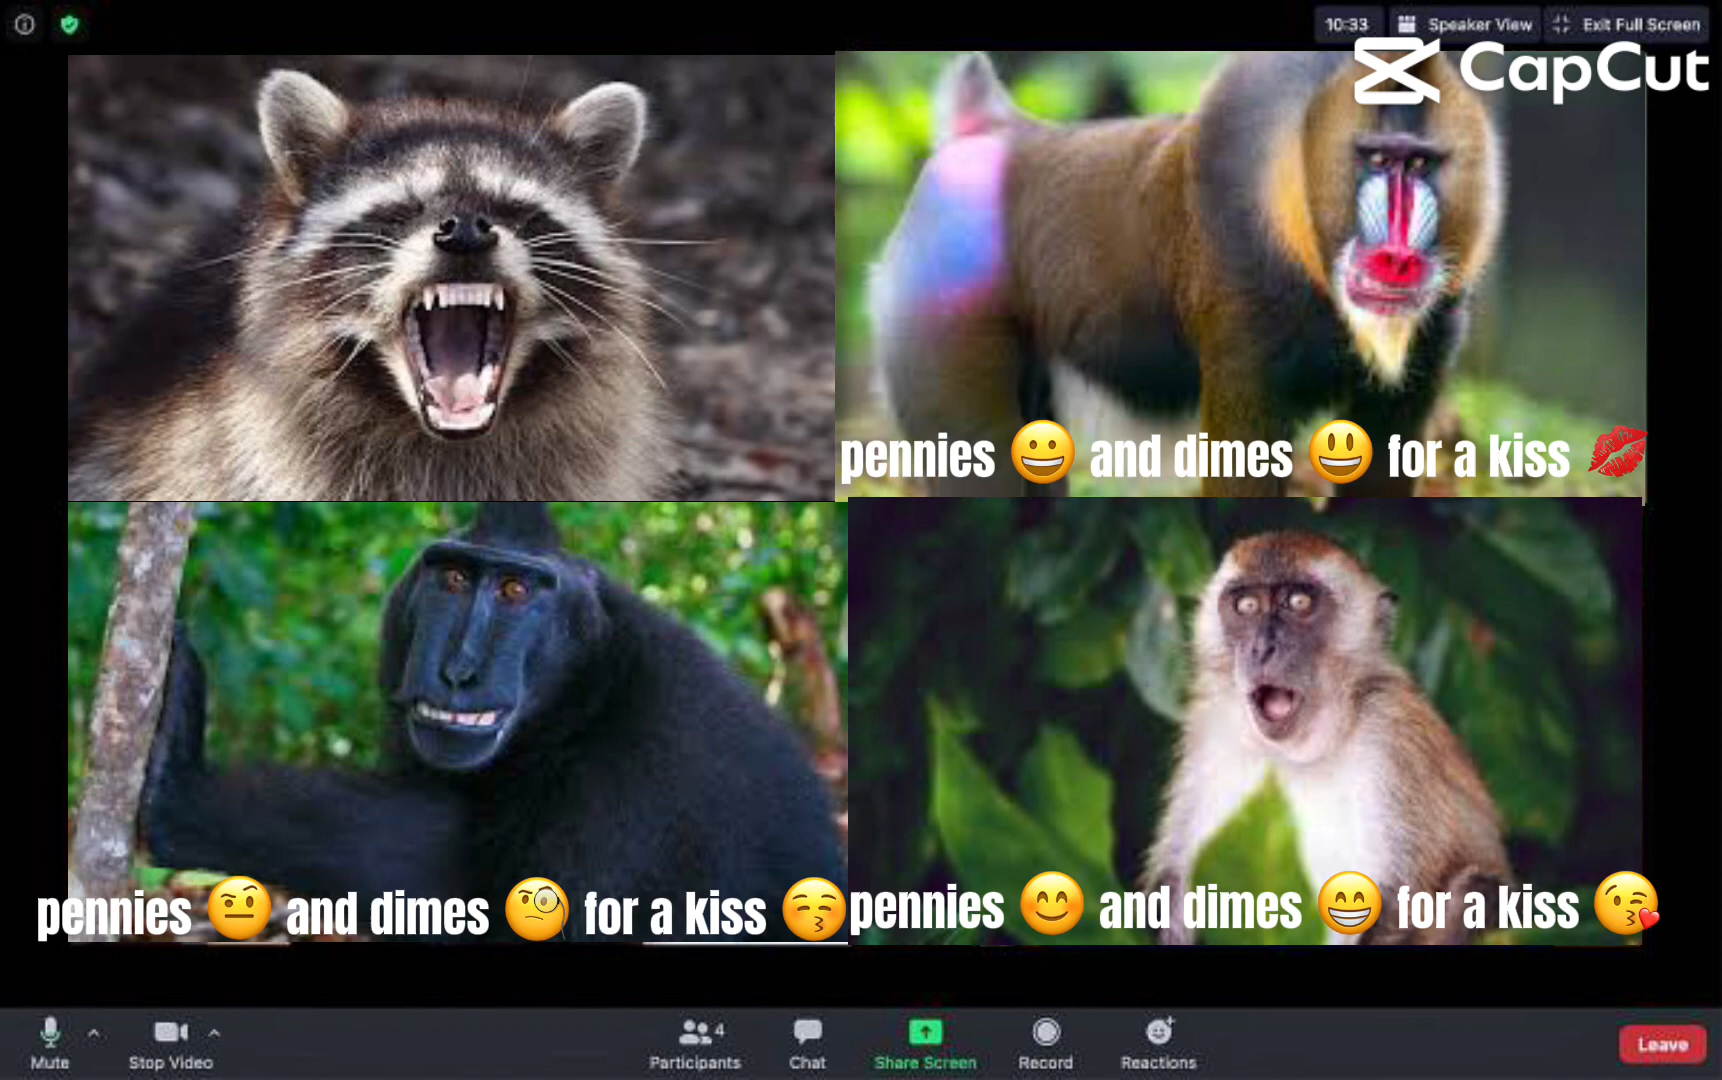 10:33 Speaker View Exit Full Screen
CapCut
pennies 😀 and dimes 😃 for a kiss 💋
pennies 🤨 and dimes 🧐 for a kiss 😚
pennies 😊 and dimes 😁 for a kiss 😘
Mute Stop Video Participants 4 Chat Share Screen Record Reactions Leave